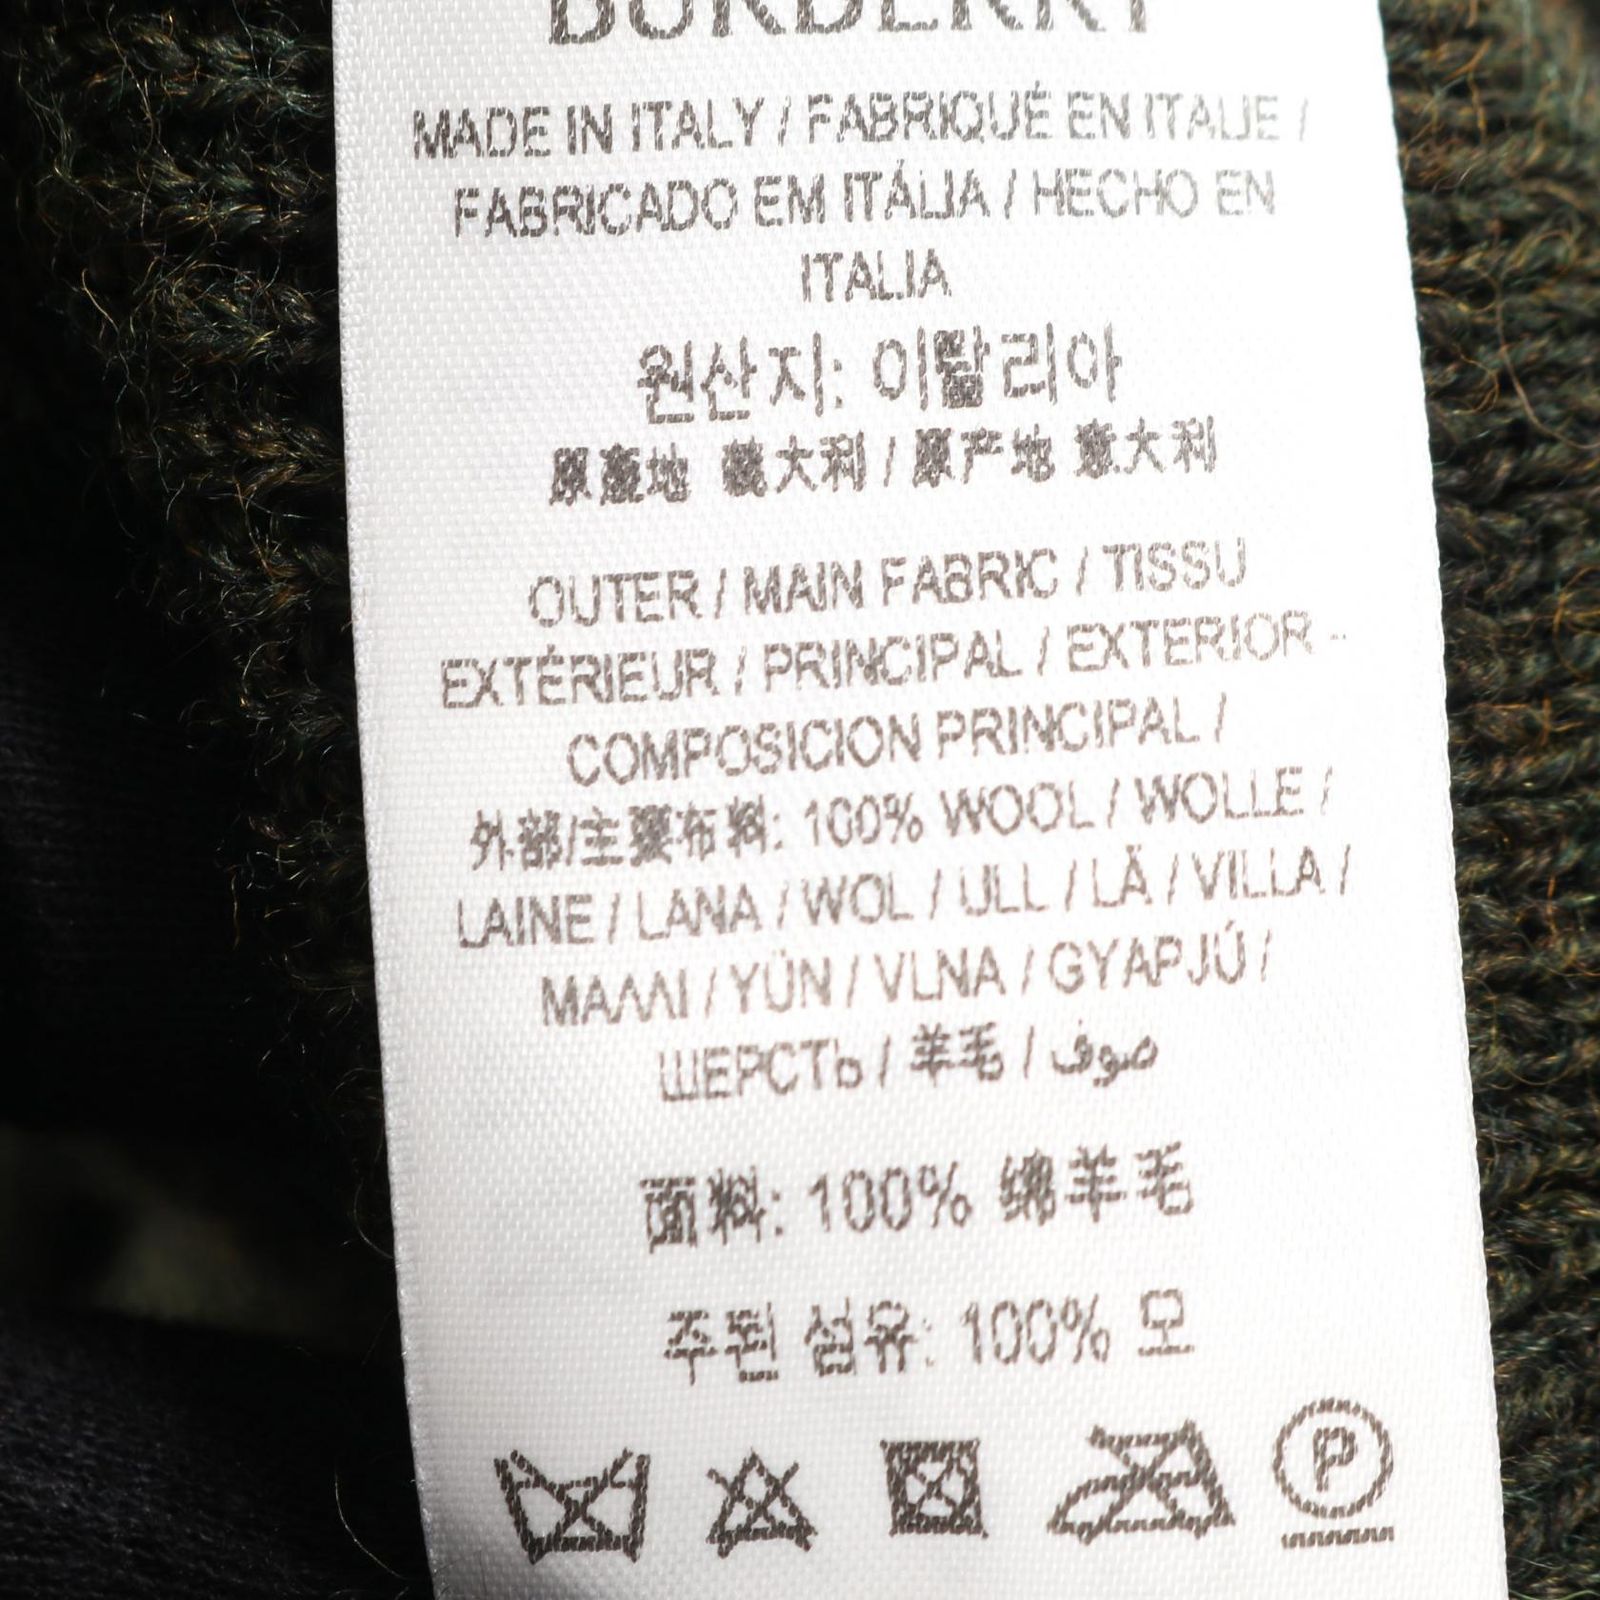 BURBERRY
MADE IN ITALY / FABRIQUÉ EN ITALIE /
FABRICADO EM ITÁLIA / HECHO EN
ITALIA
원산지: 이탈리아
原產地 義大利 / 原产地 意大利
OUTER / MAIN FABRIC / TISSU
EXTÉRIEUR / PRINCIPAL / EXTERIOR -
COMPOSICION PRINCIPAL /
外部/主要布料: 100% WOOL / WOLLE /
LAINE / LANA / WOL / ULL / LÃ / VILLA /
ΜΑΛΛΙ / YÜN / VLNA / GYAPJÚ /
ШЕРСТЬ / 羊毛 / صوف
面料: 100% 绵羊毛
주된 섬유: 100% 모
P